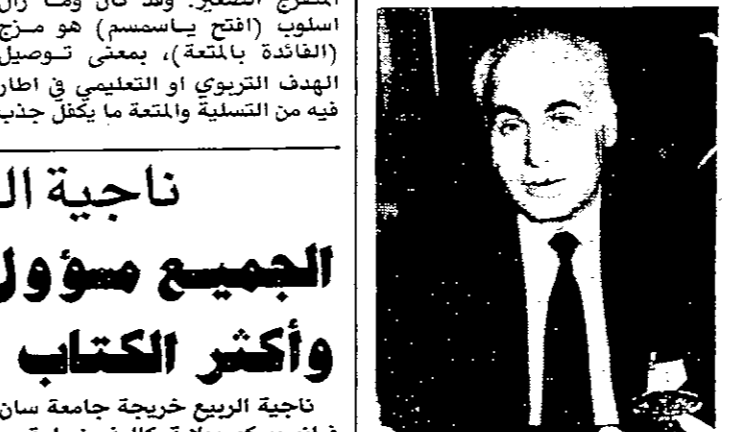 المتفرج الصغير. وقد كان وما زال
اسلوب (افتح ياسمسم) هو مزج
(الفائدة بالمتعة)، بمعنى توصيل
الهدف التربوي او التعليمي في اطار
فيه من التسلية والمتعة ما يكفل جذب
ناجية ال
الجميع مسؤول
وأكثر الكتاب
ناجية الربيع خريجة جامعة سان